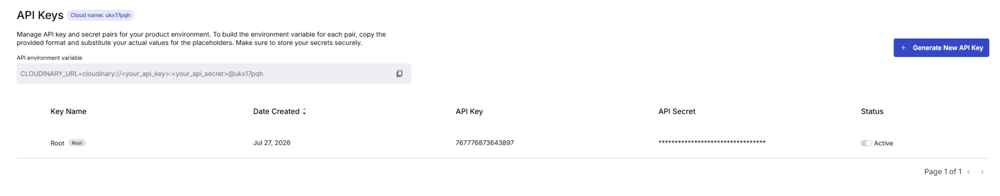 API Keys Cloud name: ukx17pqh
Manage API key and secret pairs for your product environment. To build the environment variable for each pair, copy the
provided format and substitute your actual values for the placeholders. Make sure to store your secrets securely.
+ Generate New API Key
API environment variable
CLOUDINARY_URL=cloudinary://<your_api_key>:<your_api_secret>@ukx17pqh
Key Name Date Created API Key API Secret Status
Root Root Jul 27, 2026 767776873643897 ********************************* Active
Page 1 of 1